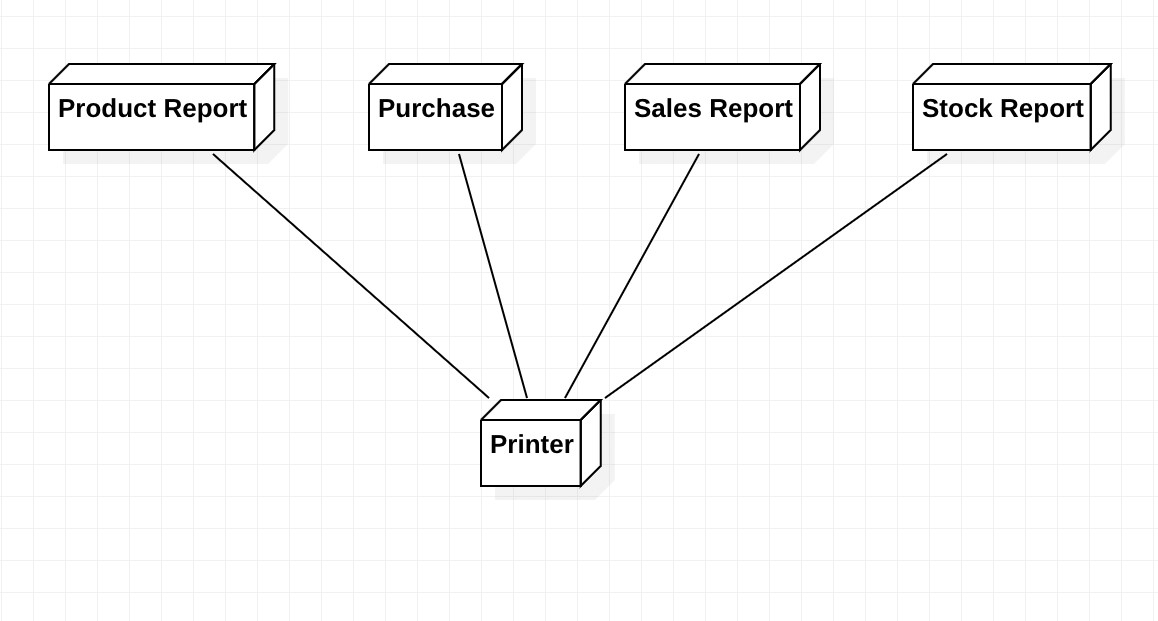 Product Report
Purchase
Sales Report
Stock Report
Printer